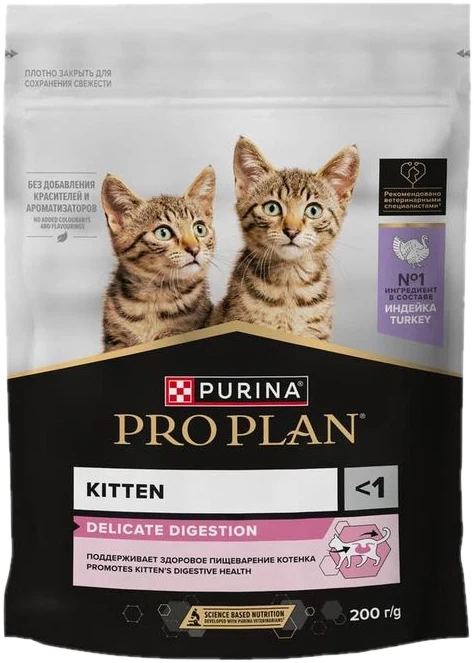 ПЛОТНО ЗАКРЫТЬ ДЛЯ
СОХРАНЕНИЯ СВЕЖЕСТИ
БЕЗ ДОБАВЛЕНИЯ
КРАСИТЕЛЕЙ И
АРОМАТИЗАТОРОВ
NO ADDED COLOURANTS
AND FLAVOURINGS
Рекомендовано
ветеринарными
специалистами*
№1
ИНГРЕДИЕНТ
В СОСТАВЕ
ИНДЕЙКА
TURKEY
PURINA®
PRO PLAN®
KITTEN
<1
DELICATE DIGESTION
ПОДДЕРЖИВАЕТ ЗДОРОВОЕ ПИЩЕВАРЕНИЕ КОТЕНКА
PROMOTES KITTEN'S DIGESTIVE HEALTH
SCIENCE BASED NUTRITION
DEVELOPED WITH PURINA VETERINARIANS
200 г/g